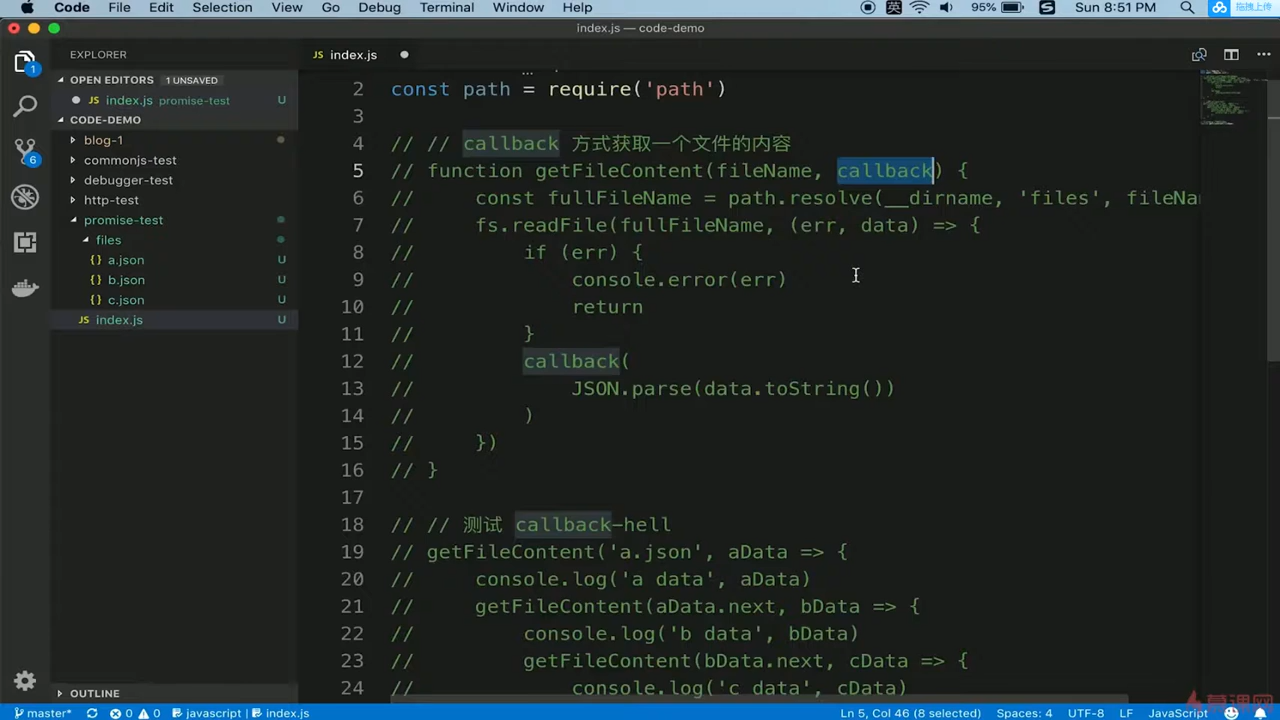 Code File Edit Selection View Go Debug Terminal Window Help 英 95% S Sun 8:51 PM 拖拽上传
index.js — code-demo
EXPLORER
JS index.js
OPEN EDITORS 1 UNSAVED
JS index.js promise-test U
CODE-DEMO
blog-1
commonjs-test
debugger-test
http-test
promise-test
files
{} a.json U
{} b.json U
{} c.json U
JS index.js U
OUTLINE
1
6
2 const path = require('path')
3
4 // // callback 方式获取一个文件的内容
5 // function getFileContent(fileName, callback) {
6 // const fullFileName = path.resolve(__dirname, 'files', fileNa
7 // fs.readFile(fullFileName, (err, data) => {
8 // if (err) {
9 // console.error(err)
10 // return
11 // }
12 // callback(
13 // JSON.parse(data.toString())
14 // )
15 // })
16 // }
17
18 // // 测试 callback-hell
19 // getFileContent('a.json', aData => {
20 // console.log('a data', aData)
21 // getFileContent(aData.next, bData => {
22 // console.log('b data', bData)
23 // getFileContent(bData.next, cData => {
24 // console.log('c data', cData)
master* 0 0 javascript | index.js Ln 5, Col 46 (8 selected) Spaces: 4 UTF-8 LF JavaScript